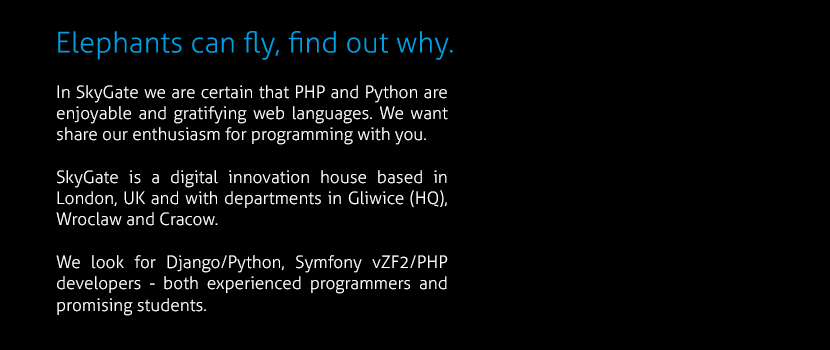 Elephants can fly, find out why.
In SkyGate we are certain that PHP and Python are
enjoyable and gratifying web languages. We want
share our enthusiasm for programming with you.
SkyGate is a digital innovation house based in
London, UK and with departments in Gliwice (HQ),
Wroclaw and Cracow.
We look for Django/Python, Symfony vZF2/PHP
developers - both experienced programmers and
promising students.